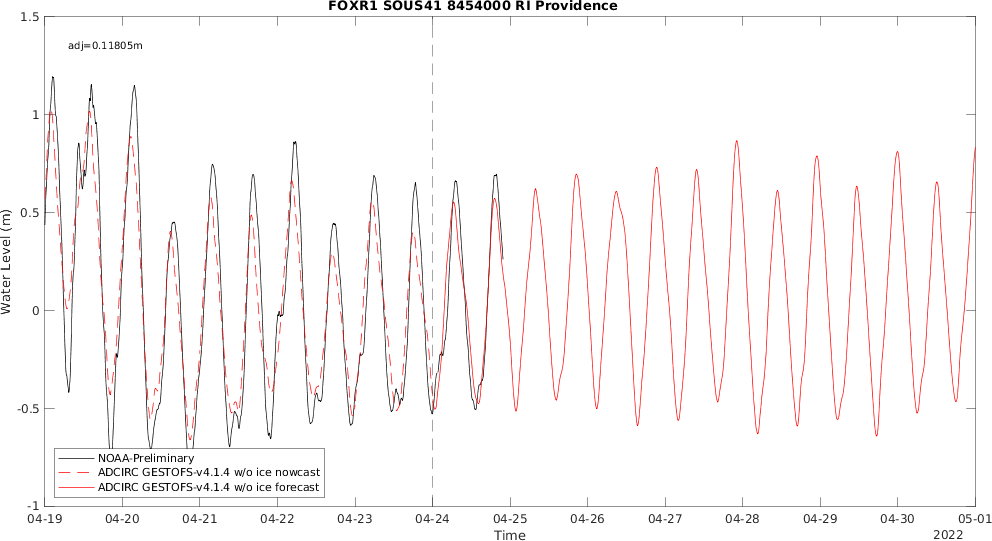 FOXR1 SOUS41 8454000 RI Providence
adj=0.11805m
1.5
1
0.5
0
-0.5
-1
Water Level (m)
NOAA-Preliminary
ADCIRC GESTOFS-v4.1.4 w/o ice nowcast
ADCIRC GESTOFS-v4.1.4 w/o ice forecast
04-19 04-20 04-21 04-22 04-23 04-24 04-25 04-26 04-27 04-28 04-29 04-30 05-01
Time
2022